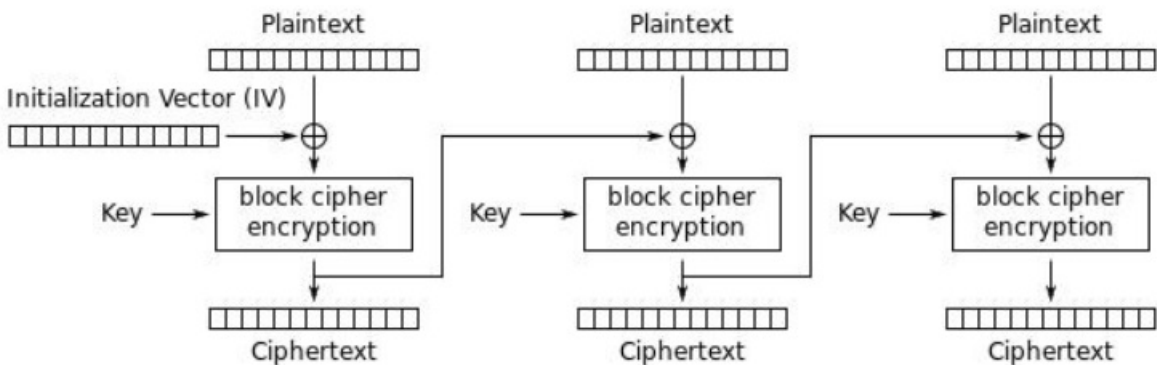 Plaintext
Plaintext
Plaintext
Initialization Vector (IV)
Key
block cipher
encryption
Key
block cipher
encryption
Key
block cipher
encryption
Ciphertext
Ciphertext
Ciphertext